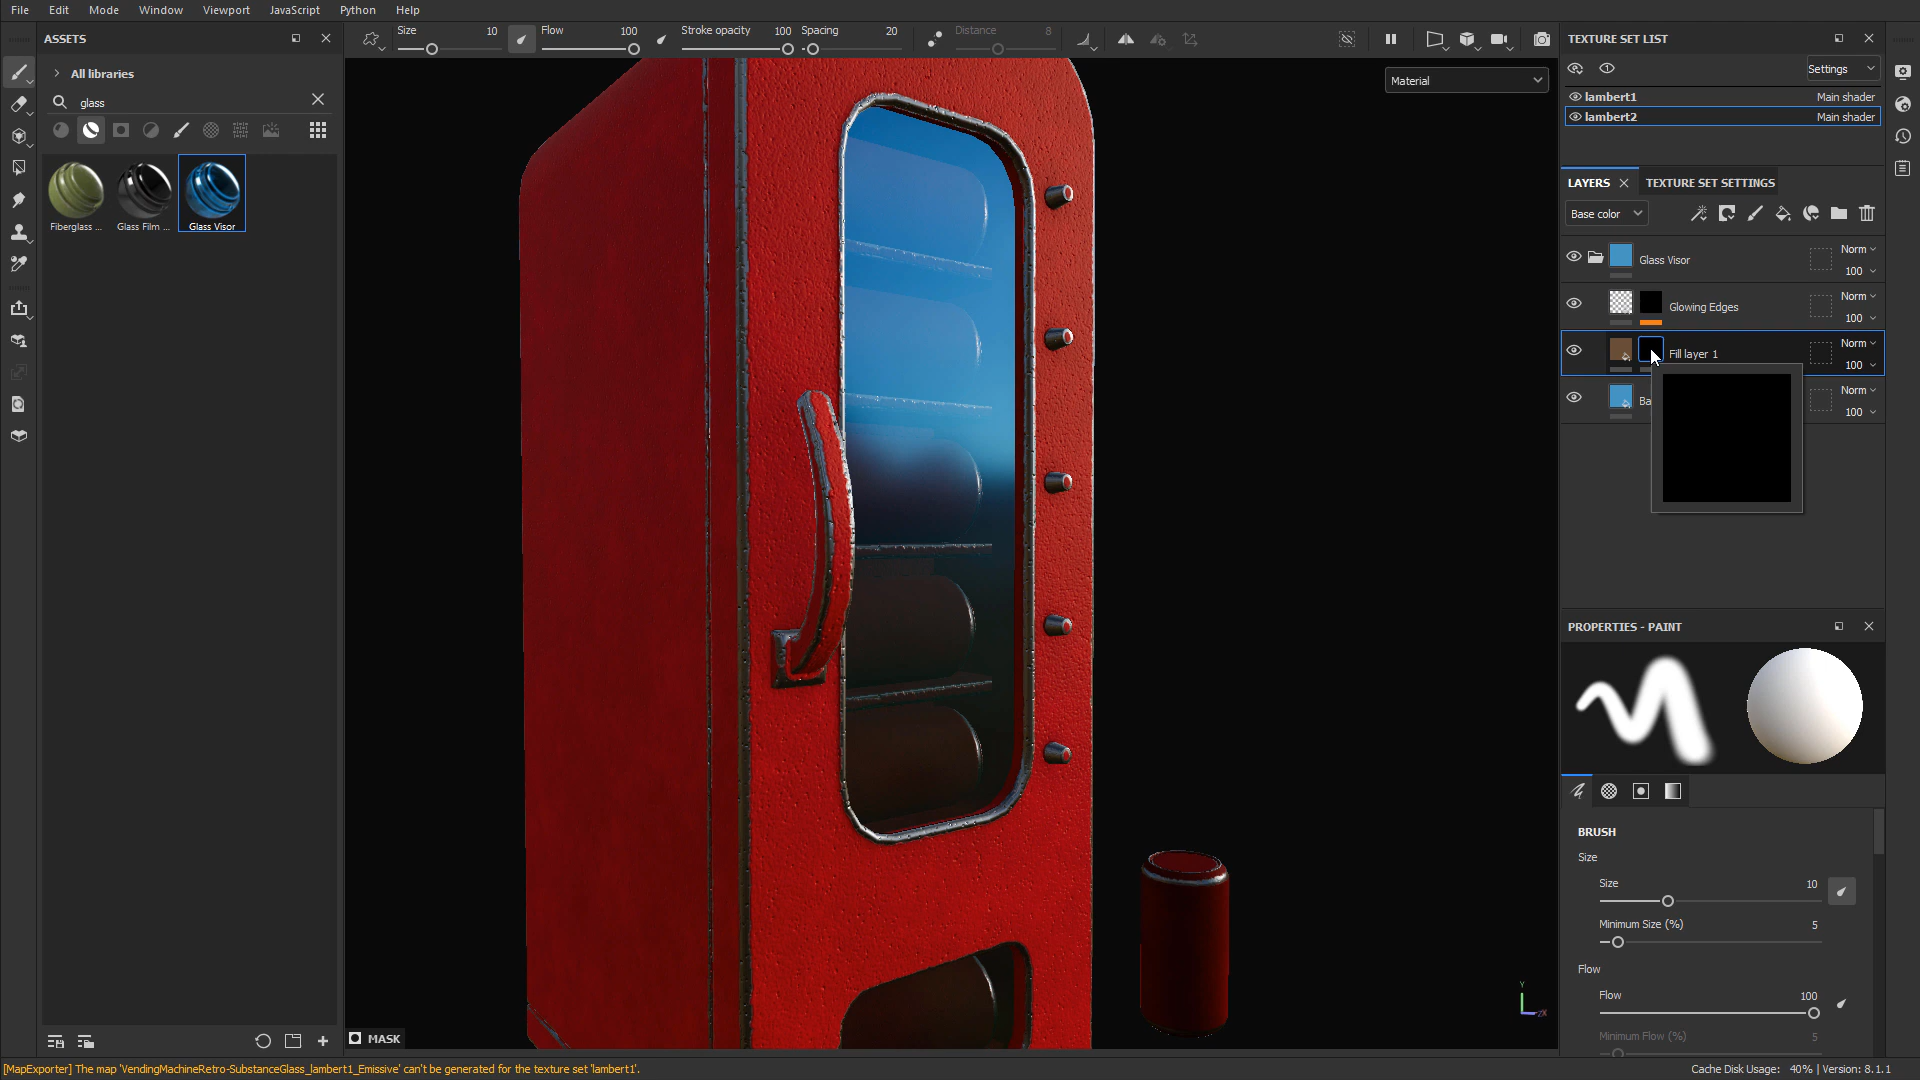 File Edit Mode Window Viewport JavaScript Python Help
ASSETS
All libraries
glass
Fiberglass ...
Glass Film ...
Glass Visor
Size 10
Flow 100
Stroke opacity 100
Spacing 20
Distance 8
Material
MASK
Y
TEXTURE SET LIST
Settings
lambert1 Main shader
lambert2 Main shader
LAYERS TEXTURE SET SETTINGS
Base color
Glass Visor Norm 100
Glowing Edges Norm 100
Fill layer 1 Norm 100
Ba Norm 100
PROPERTIES - PAINT
BRUSH
Size
Size 10
Minimum Size (%) 5
Flow
Flow 100
Minimum Flow (%) 5
[MapExporter] The map 'VendingMachineRetro-SubstanceGlass_lambert1_Emissive' can't be generated for the texture set 'lambert1'.
Cache Disk Usage: 40% | Version: 8.1.1